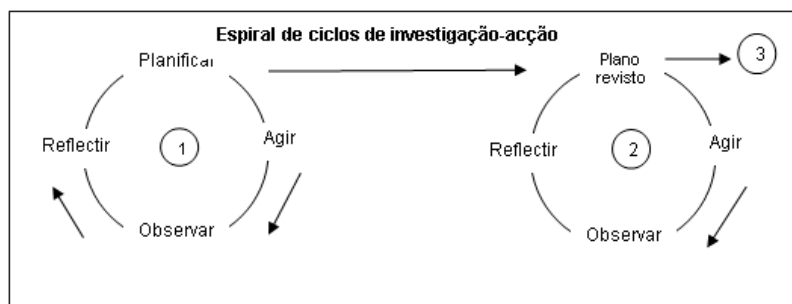 Espiral de ciclos de investigação-acção
Planificar
Agir
Observar
Reflectir
1
Plano
revisto
Agir
Observar
Reflectir
2
3